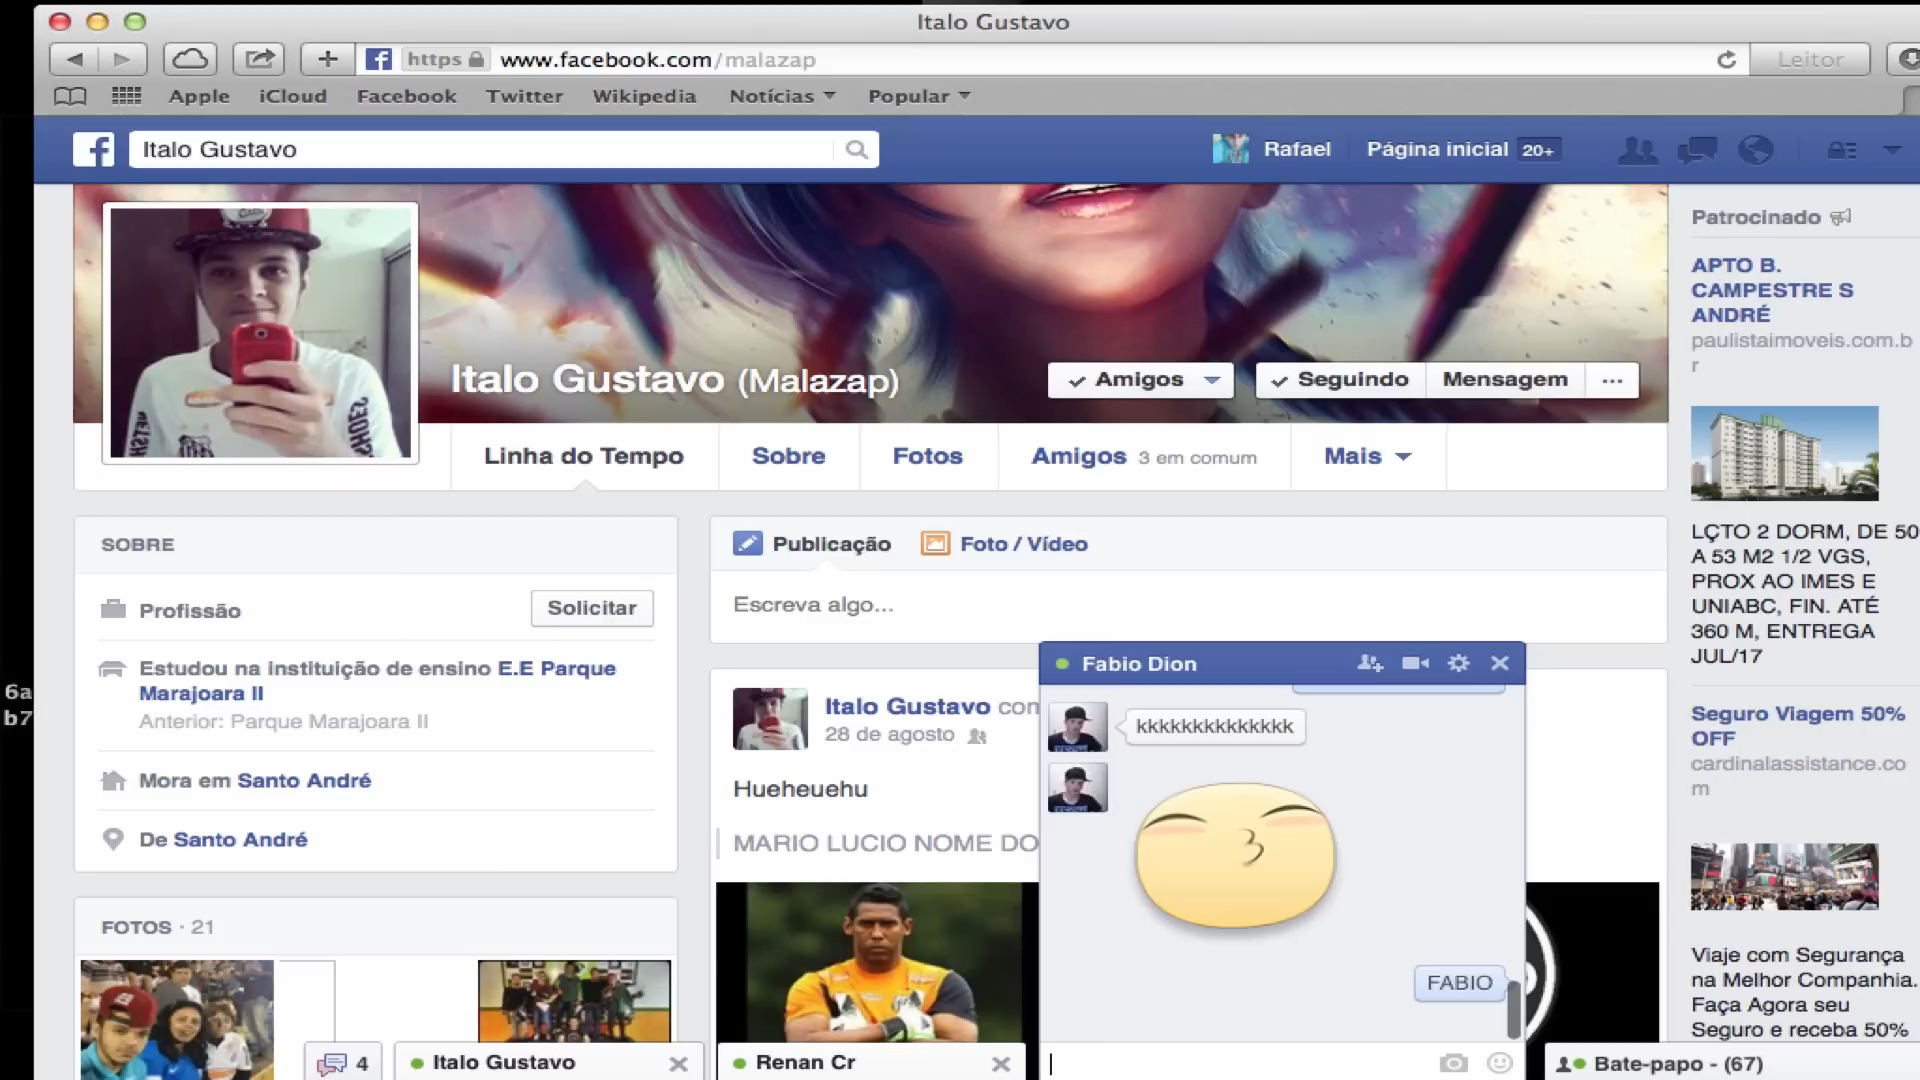 Italo Gustavo
https www.facebook.com/malazap
Leitor
Apple iCloud Facebook Twitter Wikipedia Notícias Popular
Italo Gustavo
Rafael Página inicial 20+
Italo Gustavo (Malazap)
Amigos Seguindo Mensagem ...
Linha do Tempo Sobre Fotos Amigos 3 em comum Mais
SOBRE
Profissão Solicitar
Estudou na instituição de ensino E.E Parque
Marajoara II
Anterior: Parque Marajoara II
Mora em Santo André
De Santo André
FOTOS · 21
6a
b7
Publicação Foto / Vídeo
Escreva algo...
Italo Gustavo com
28 de agosto
Hueheuehu
MARIO LUCIO NOME DO
Fabio Dion
kkkkkkkkkkkkkk
FABIO
4
Italo Gustavo
Renan Cr
Bate-papo - (67)
Patrocinado
APTO B.
CAMPESTRE S
ANDRÉ
paulistaimoveis.com.b
r
LÇTO 2 DORM, DE 50
A 53 M2 1/2 VGS,
PROX AO IMES E
UNIABC, FIN. ATÉ
360 M, ENTREGA
JUL/17
Seguro Viagem 50%
OFF
cardinalassistance.co
m
Viaje com Segurança
na Melhor Companhia.
Faça Agora seu
Seguro e receba 50%